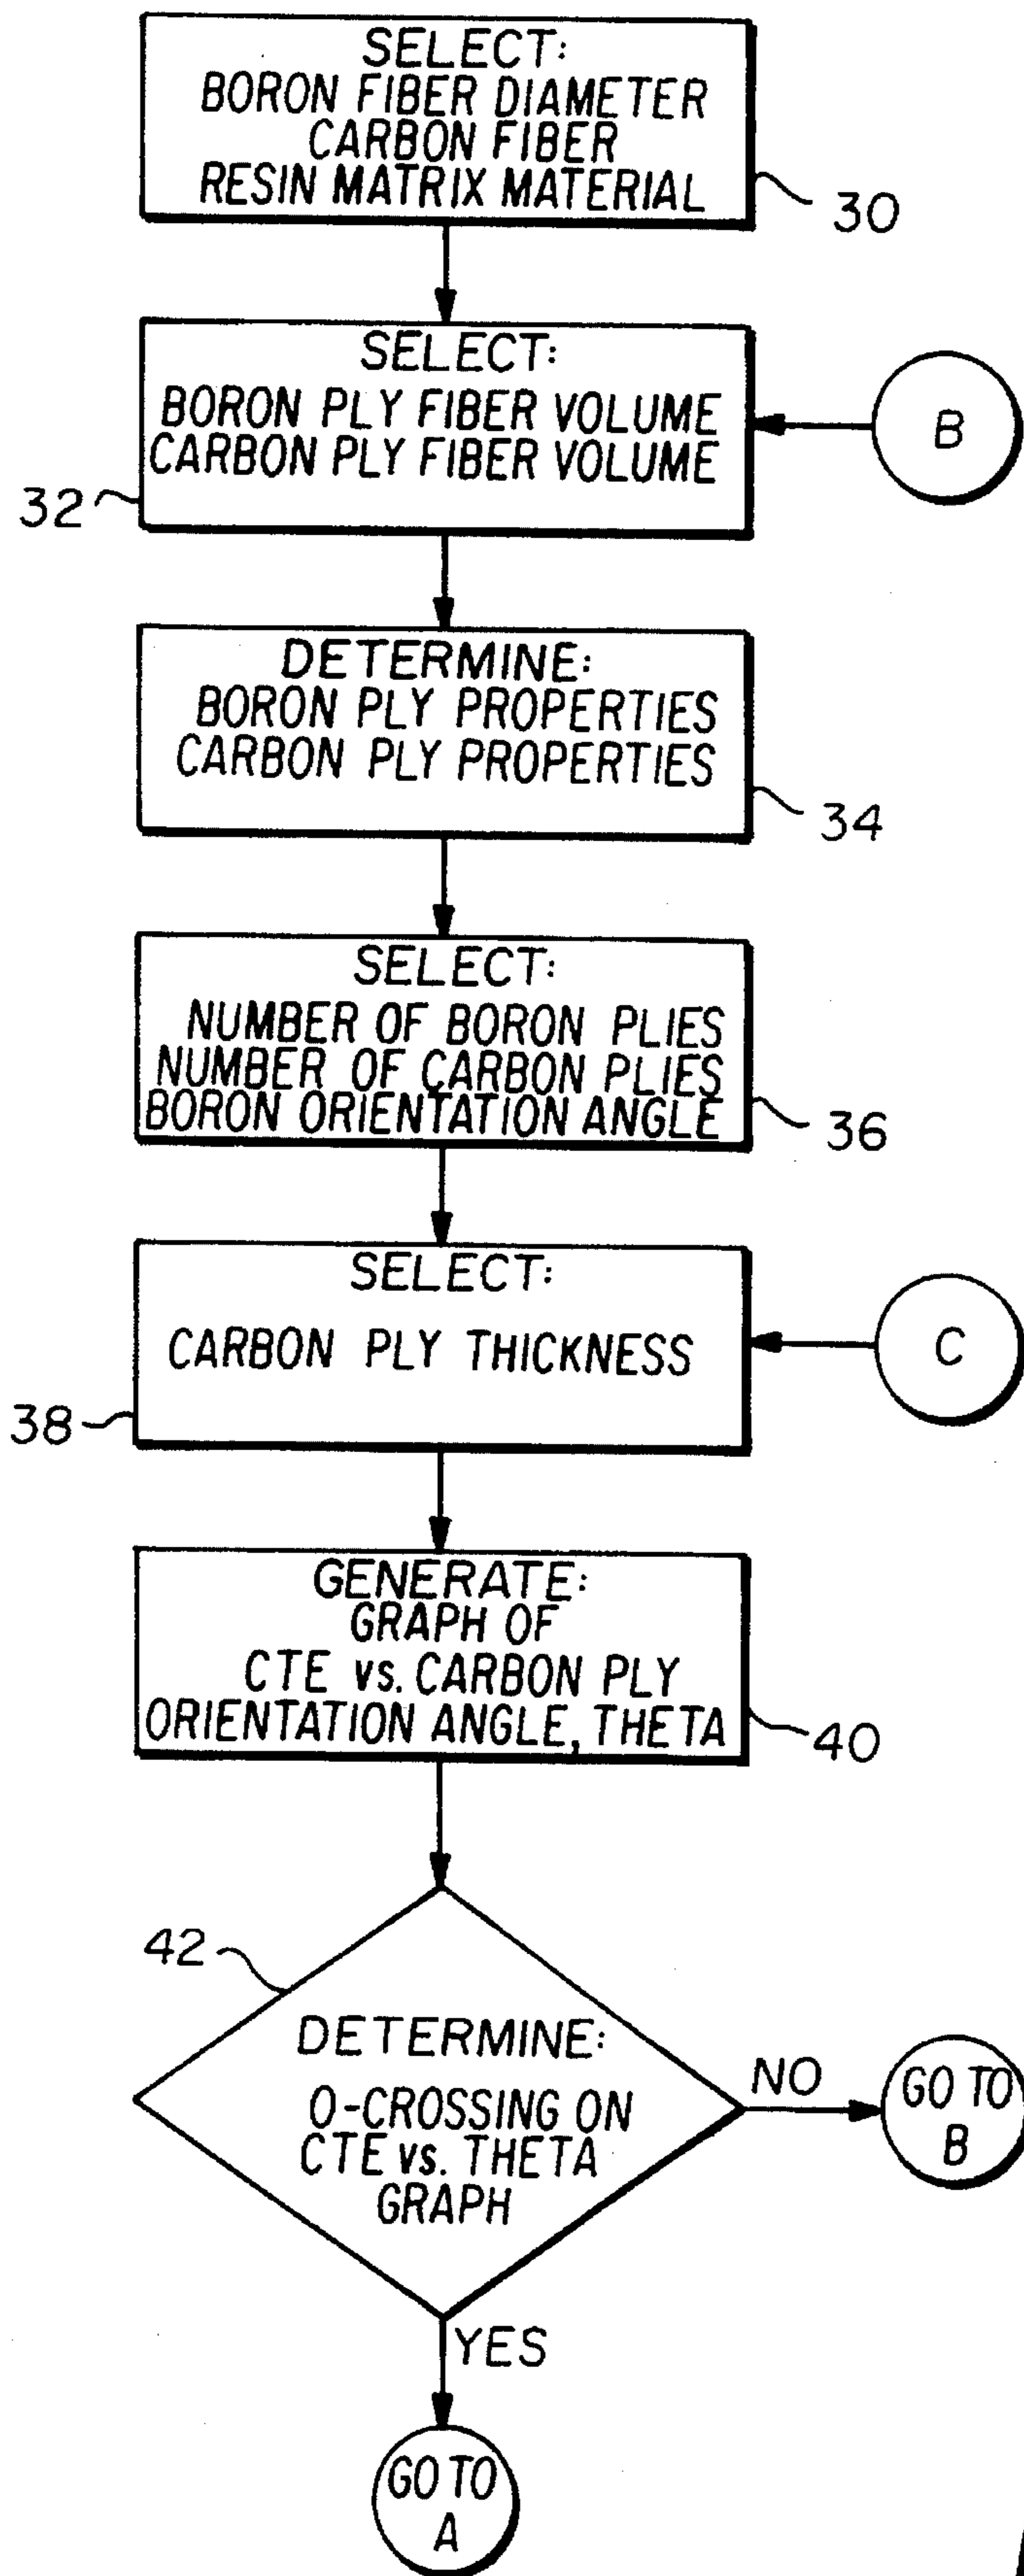 SELECT:
BORON FIBER DIAMETER
CARBON FIBER
RESIN MATRIX MATERIAL
30
SELECT:
BORON PLY FIBER VOLUME
CARBON PLY FIBER VOLUME
B
32
DETERMINE:
BORON PLY PROPERTIES
CARBON PLY PROPERTIES
34
SELECT:
NUMBER OF BORON PLIES
NUMBER OF CARBON PLIES
BORON ORIENTATION ANGLE
36
SELECT:
CARBON PLY THICKNESS
C
38
GENERATE:
GRAPH OF
CTE vs. CARBON PLY
ORIENTATION ANGLE, THETA
40
42
DETERMINE:
0-CROSSING ON
CTE vs. THETA
GRAPH
NO
GO TO
B
YES
GO TO
A